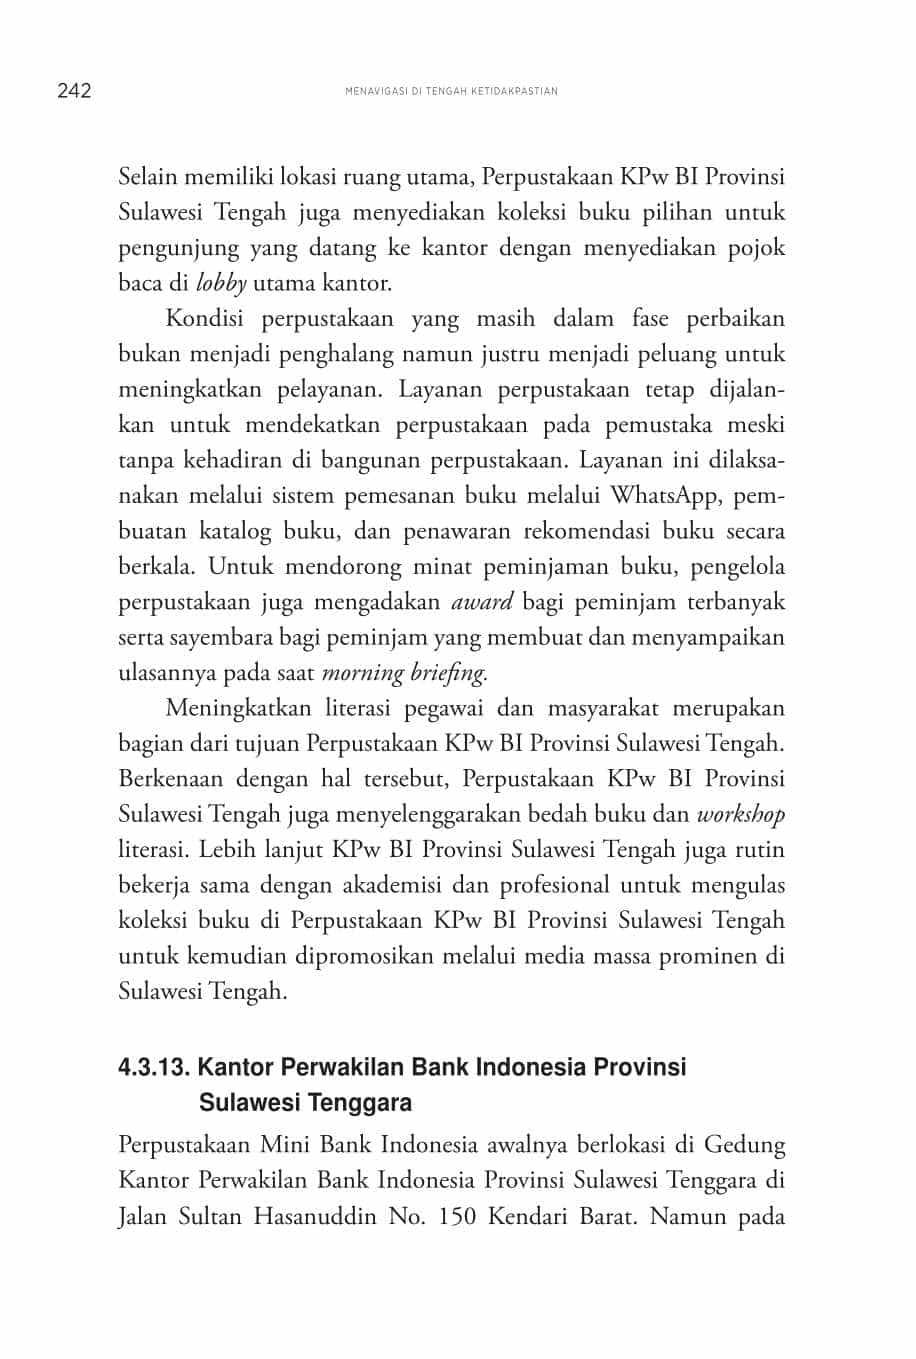 242
MENAVIGASI DI TENGAH KETIDAKPASTIAN
Selain memiliki lokasi ruang utama, Perpustakaan KPw BI Provinsi
Sulawesi Tengah juga menyediakan koleksi buku pilihan untuk
pengunjung yang datang ke kantor dengan menyediakan pojok
baca di lobby utama kantor.
Kondisi perpustakaan yang masih dalam fase perbaikan
bukan menjadi penghalang namun justru menjadi peluang untuk
meningkatkan pelayanan. Layanan perpustakaan tetap dijalan-
kan untuk mendekatkan perpustakaan pada pemustaka meski
tanpa kehadiran di bangunan perpustakaan. Layanan ini dilaksa-
nakan melalui sistem pemesanan buku melalui WhatsApp, pem-
buatan katalog buku, dan penawaran rekomendasi buku secara
berkala. Untuk mendorong minat peminjaman buku, pengelola
perpustakaan juga mengadakan award bagi peminjam terbanyak
serta sayembara bagi peminjam yang membuat dan menyampaikan
ulasannya pada saat morning briefing.
Meningkatkan literasi pegawai dan masyarakat merupakan
bagian dari tujuan Perpustakaan KPw BI Provinsi Sulawesi Tengah.
Berkenaan dengan hal tersebut, Perpustakaan KPw BI Provinsi
Sulawesi Tengah juga menyelenggarakan bedah buku dan workshop
literasi. Lebih lanjut KPw BI Provinsi Sulawesi Tengah juga rutin
bekerja sama dengan akademisi dan profesional untuk mengulas
koleksi buku di Perpustakaan KPw BI Provinsi Sulawesi Tengah
untuk kemudian dipromosikan melalui media massa prominen di
Sulawesi Tengah.
4.3.13. Kantor Perwakilan Bank Indonesia Provinsi
Sulawesi Tenggara
Perpustakaan Mini Bank Indonesia awalnya berlokasi di Gedung
Kantor Perwakilan Bank Indonesia Provinsi Sulawesi Tenggara di
Jalan Sultan Hasanuddin No. 150 Kendari Barat. Namun pada